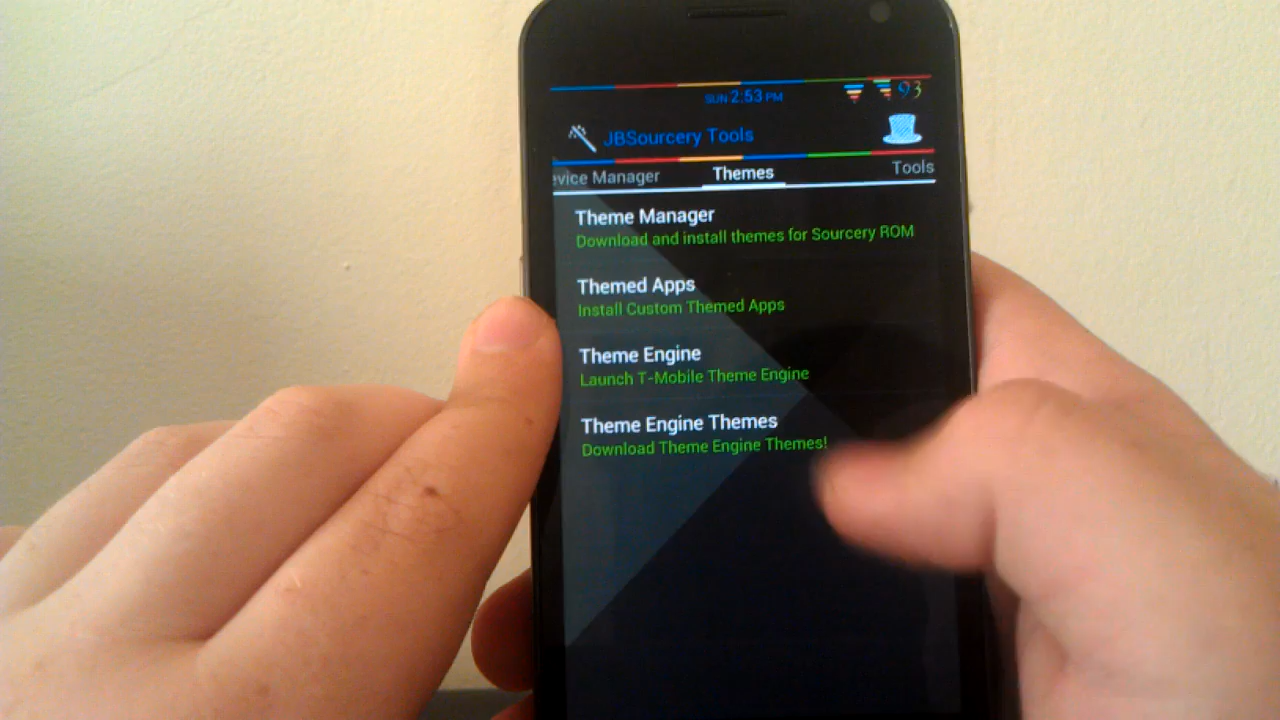 SUN 2:53 PM 93
JBSourcery Tools
evice Manager Themes Tools
Theme Manager
Download and install themes for Sourcery ROM
Themed Apps
Install Custom Themed Apps
Theme Engine
Launch T-Mobile Theme Engine
Theme Engine Themes
Download Theme Engine Themes!